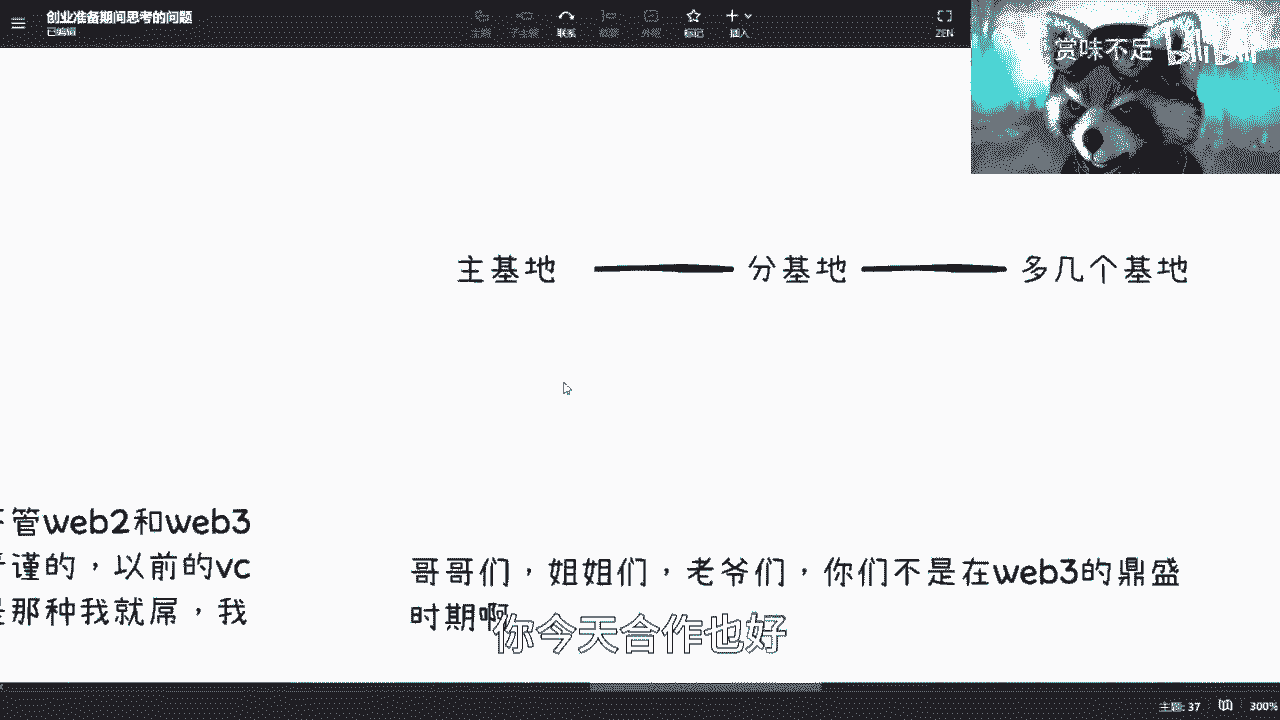 创业准备期间思考的问题
已编辑
主题
子主题
联系
概要
外框
标记
插入
ZEN
赏味不足
bilibili
主基地
分基地
多几个基地
管web2和web3
谨的，以前的vc
那种我就屌，我
哥哥们，姐姐们，老爷们，你们不是在web3的鼎盛
时期啊
你今天合作也好
主题: 37
300%